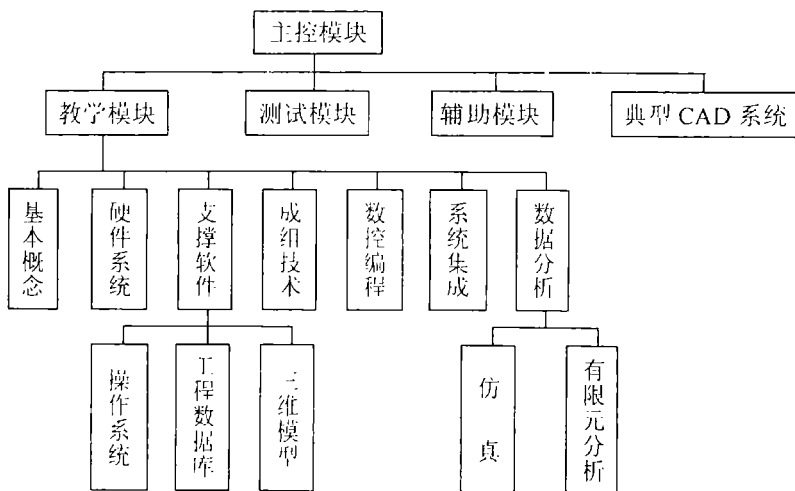 主控模块
教学模块
测试模块
辅助模块
典型 CAD 系统
基本概念
硬件系统
支撑软件
成组技术
数控编程
系统集成
数据分析
操作系统
工程数据库
三维模型
仿真
有限元分析